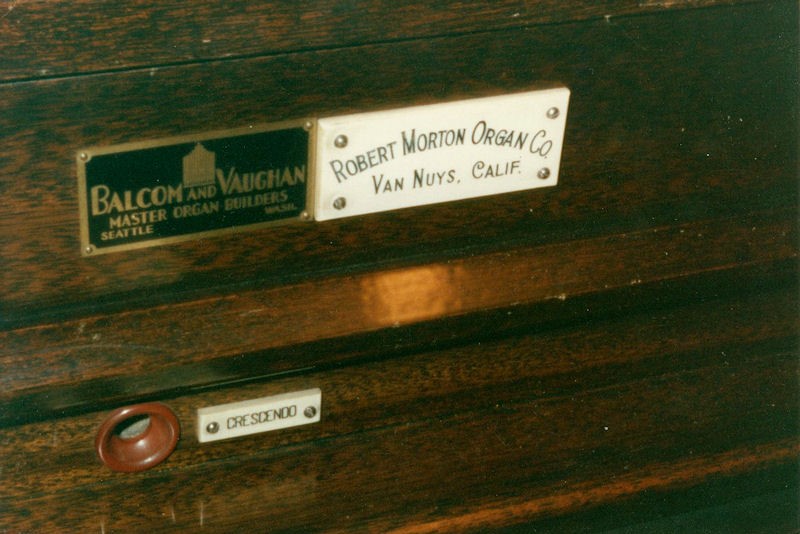 BALCOM AND VAUGHAN
MASTER ORGAN BUILDERS
SEATTLE WASH.
ROBERT MORTON ORGAN CO.
VAN NUYS, CALIF.
CRESCENDO